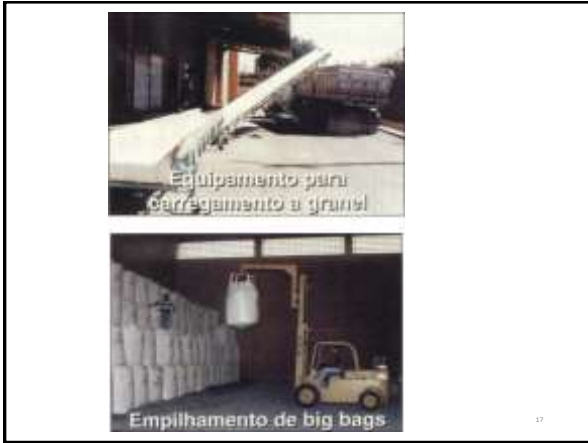 Equipamento para
carregamento a granel
Empilhamento de big bags
17